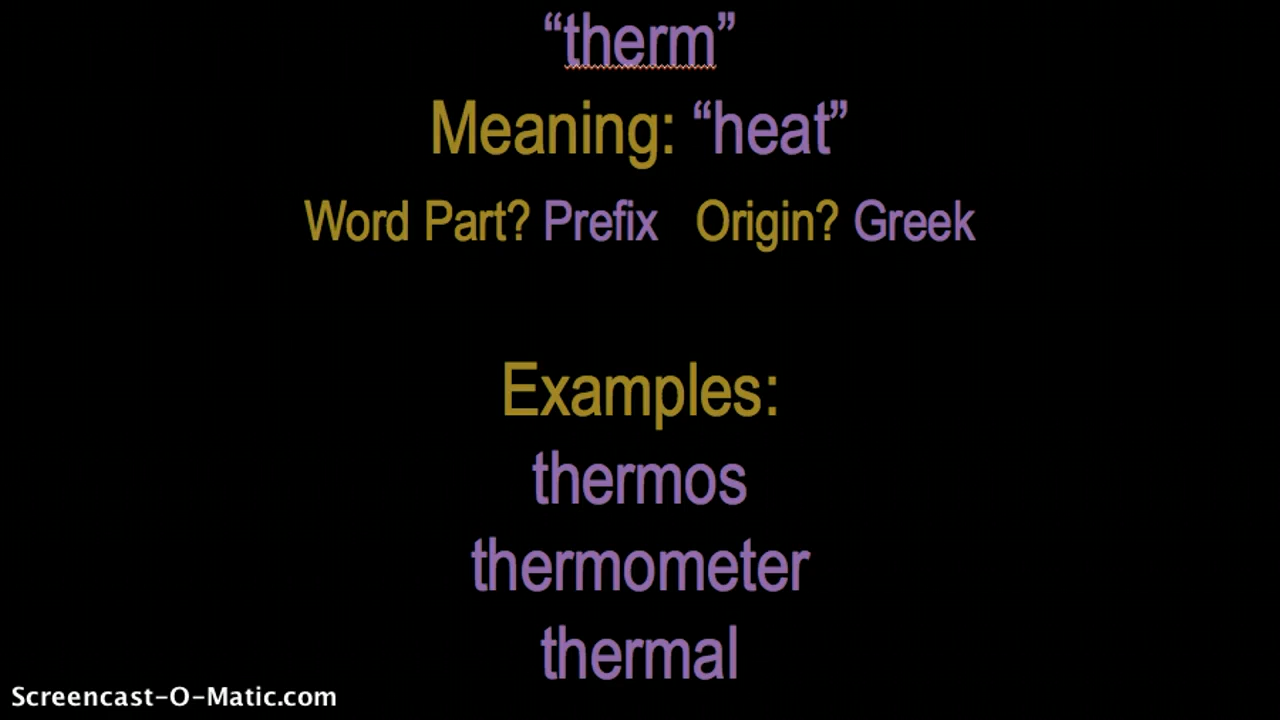 “therm”
Meaning: “heat”
Word Part? Prefix Origin? Greek
Examples:
thermos
thermometer
thermal
Screencast-O-Matic.com